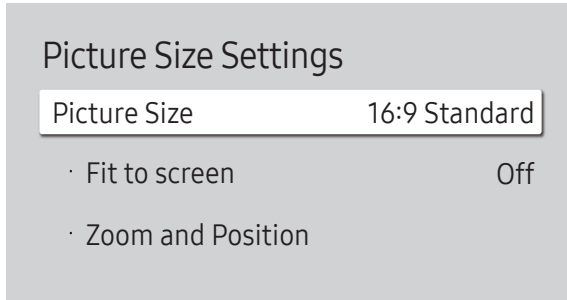 Picture Size Settings
Picture Size 16:9 Standard
· Fit to screen Off
· Zoom and Position